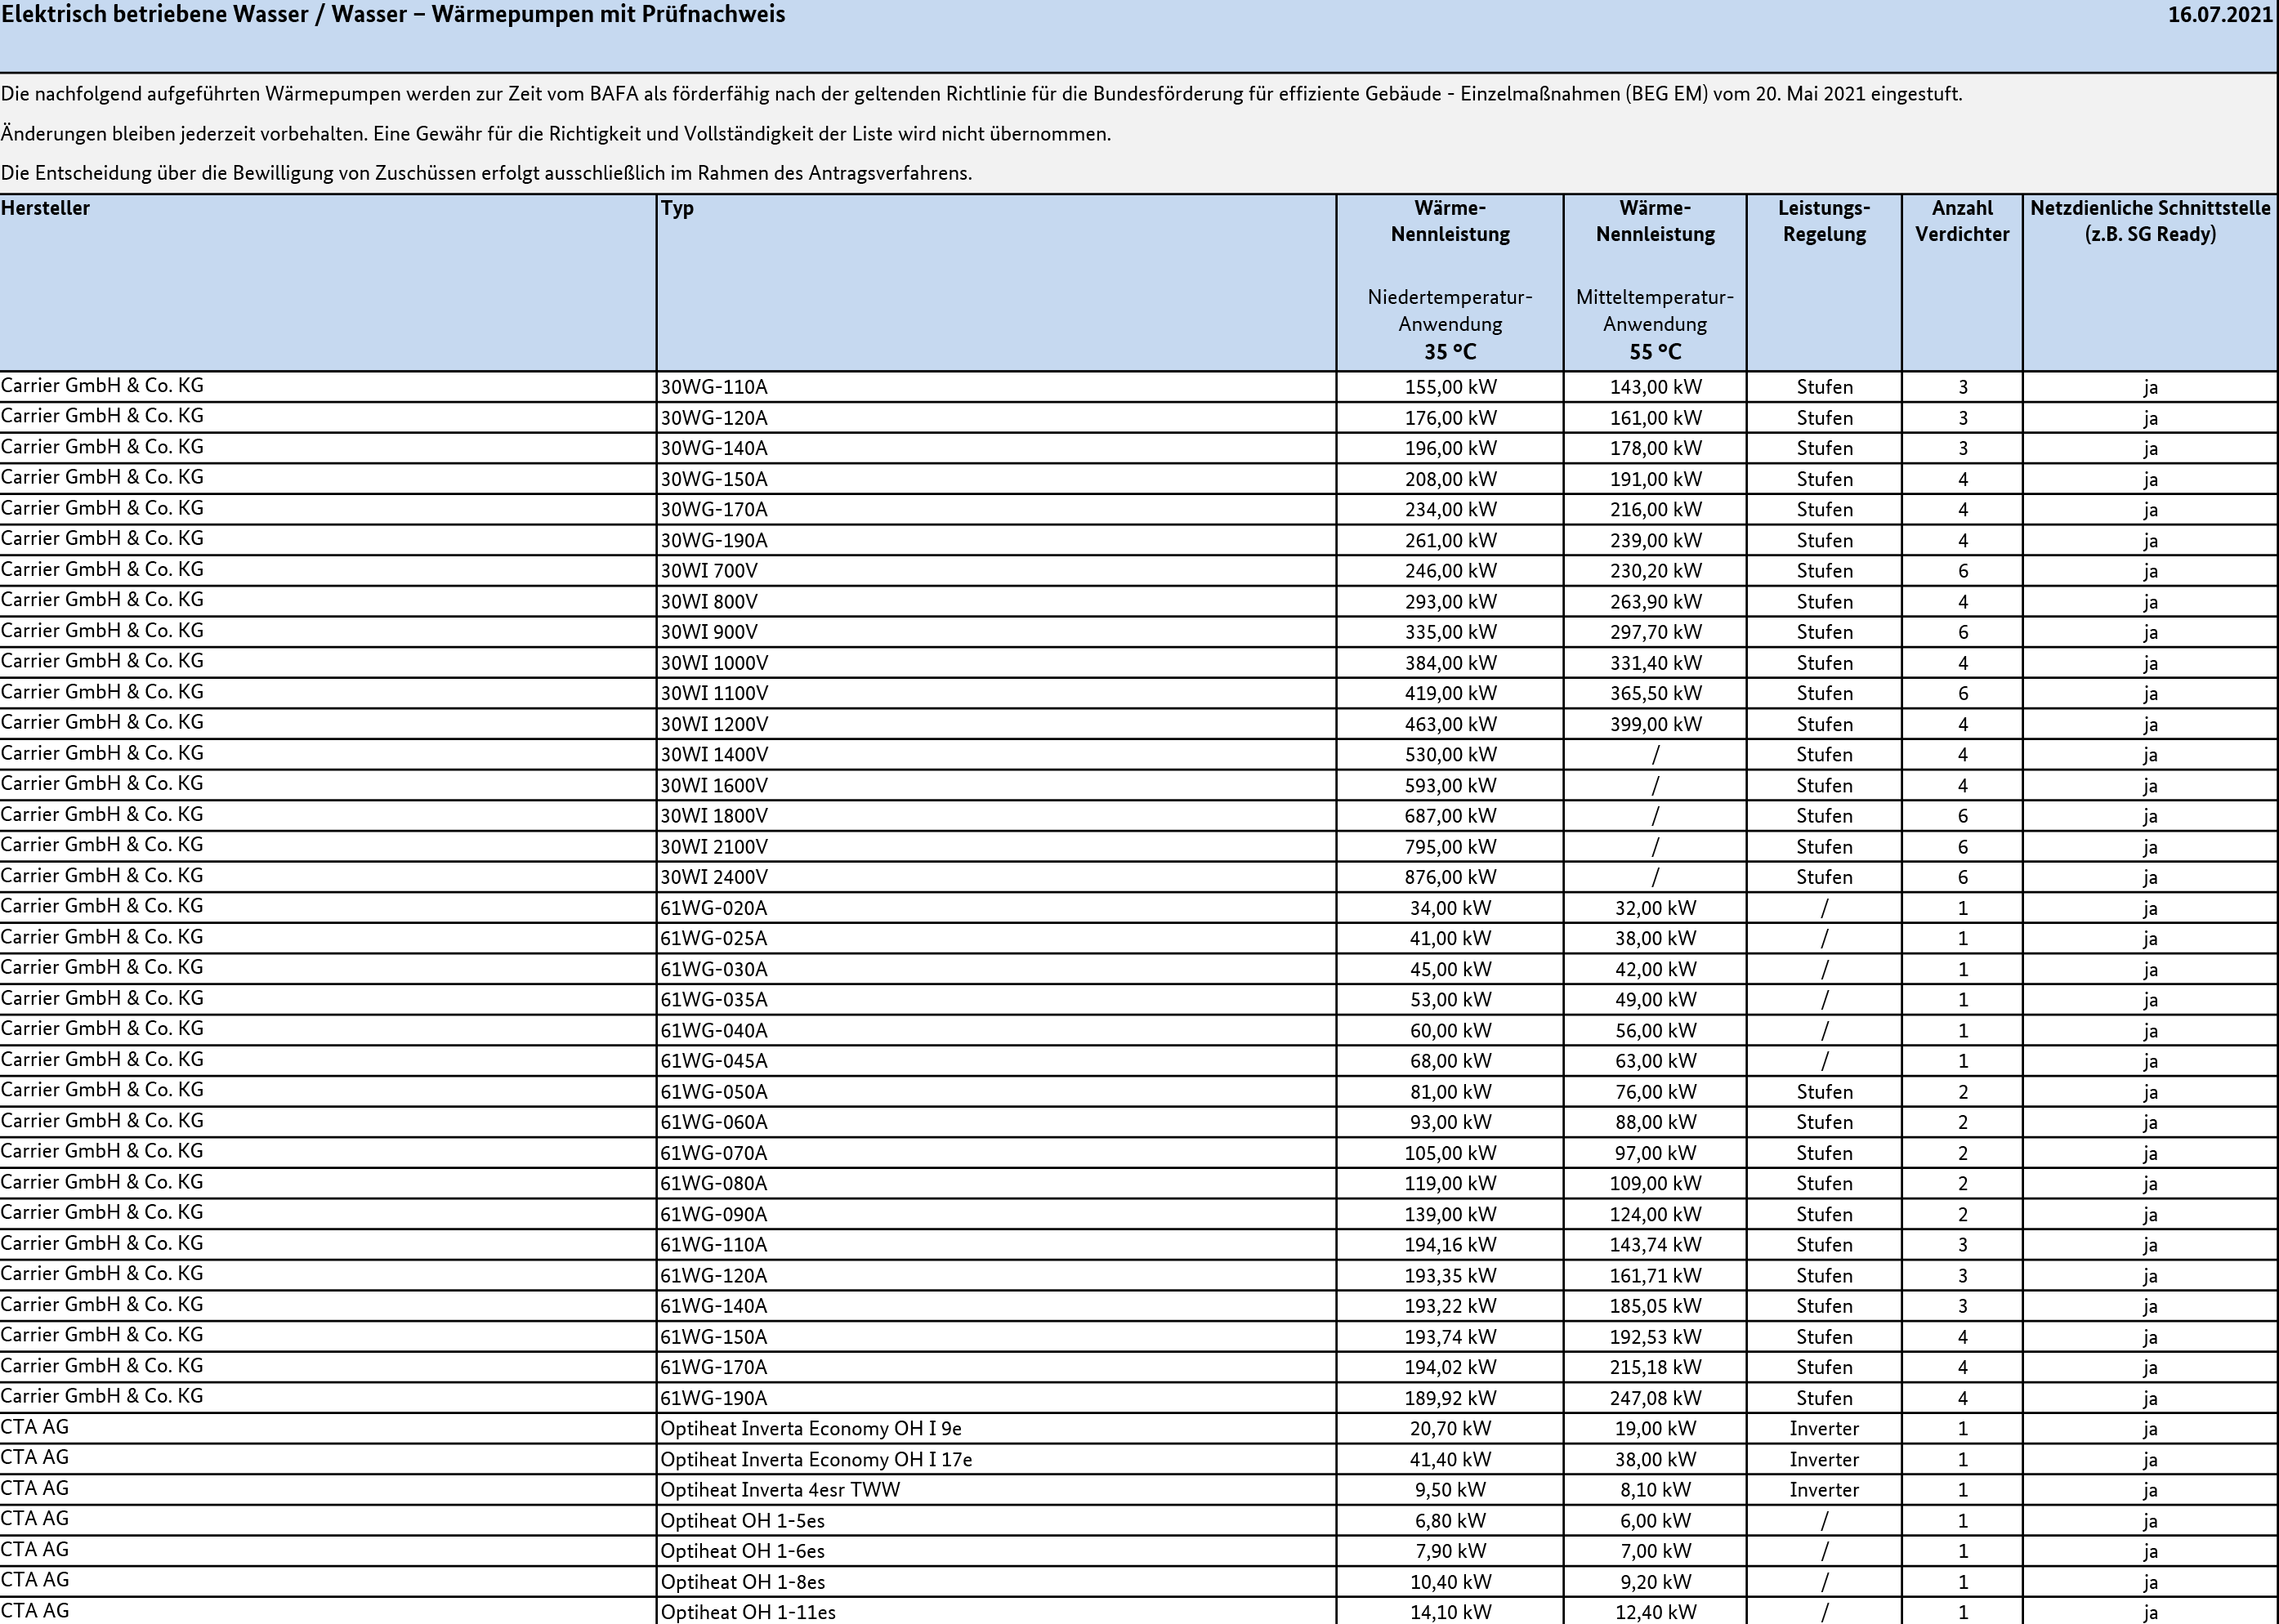 Elektrisch betriebene Wasser / Wasser – Wärmepumpen mit Prüfnachweis 16.07.2021
Die nachfolgend aufgeführten Wärmepumpen werden zur Zeit vom BAFA als förderfähig nach der geltenden Richtlinie für die Bundesförderung für effiziente Gebäude - Einzelmaßnahmen (BEG EM) vom 20. Mai 2021 eingestuft.
Änderungen bleiben jederzeit vorbehalten. Eine Gewähr für die Richtigkeit und Vollständigkeit der Liste wird nicht übernommen.
Die Entscheidung über die Bewilligung von Zuschüssen erfolgt ausschließlich im Rahmen des Antragsverfahrens.
Hersteller Typ Wärme- Wärme- Leistungs- Anzahl Netzdienliche Schnittstelle
Nennleistung Nennleistung Regelung Verdichter (z.B. SG Ready)
Niedertemperatur- Mitteltemperatur-
Anwendung Anwendung
35 °C 55 °C
Carrier GmbH & Co. KG 30WG-110A 155,00 kW 143,00 kW Stufen 3 ja
Carrier GmbH & Co. KG 30WG-120A 176,00 kW 161,00 kW Stufen 3 ja
Carrier GmbH & Co. KG 30WG-140A 196,00 kW 178,00 kW Stufen 3 ja
Carrier GmbH & Co. KG 30WG-150A 208,00 kW 191,00 kW Stufen 4 ja
Carrier GmbH & Co. KG 30WG-170A 234,00 kW 216,00 kW Stufen 4 ja
Carrier GmbH & Co. KG 30WG-190A 261,00 kW 239,00 kW Stufen 4 ja
Carrier GmbH & Co. KG 30WI 700V 246,00 kW 230,20 kW Stufen 6 ja
Carrier GmbH & Co. KG 30WI 800V 293,00 kW 263,90 kW Stufen 4 ja
Carrier GmbH & Co. KG 30WI 900V 335,00 kW 297,70 kW Stufen 6 ja
Carrier GmbH & Co. KG 30WI 1000V 384,00 kW 331,40 kW Stufen 4 ja
Carrier GmbH & Co. KG 30WI 1100V 419,00 kW 365,50 kW Stufen 6 ja
Carrier GmbH & Co. KG 30WI 1200V 463,00 kW 399,00 kW Stufen 4 ja
Carrier GmbH & Co. KG 30WI 1400V 530,00 kW / Stufen 4 ja
Carrier GmbH & Co. KG 30WI 1600V 593,00 kW / Stufen 4 ja
Carrier GmbH & Co. KG 30WI 1800V 687,00 kW / Stufen 6 ja
Carrier GmbH & Co. KG 30WI 2100V 795,00 kW / Stufen 6 ja
Carrier GmbH & Co. KG 30WI 2400V 876,00 kW / Stufen 6 ja
Carrier GmbH & Co. KG 61WG-020A 34,00 kW 32,00 kW / 1 ja
Carrier GmbH & Co. KG 61WG-025A 41,00 kW 38,00 kW / 1 ja
Carrier GmbH & Co. KG 61WG-030A 45,00 kW 42,00 kW / 1 ja
Carrier GmbH & Co. KG 61WG-035A 53,00 kW 49,00 kW / 1 ja
Carrier GmbH & Co. KG 61WG-040A 60,00 kW 56,00 kW / 1 ja
Carrier GmbH & Co. KG 61WG-045A 68,00 kW 63,00 kW / 1 ja
Carrier GmbH & Co. KG 61WG-050A 81,00 kW 76,00 kW Stufen 2 ja
Carrier GmbH & Co. KG 61WG-060A 93,00 kW 88,00 kW Stufen 2 ja
Carrier GmbH & Co. KG 61WG-070A 105,00 kW 97,00 kW Stufen 2 ja
Carrier GmbH & Co. KG 61WG-080A 119,00 kW 109,00 kW Stufen 2 ja
Carrier GmbH & Co. KG 61WG-090A 139,00 kW 124,00 kW Stufen 2 ja
Carrier GmbH & Co. KG 61WG-110A 194,16 kW 143,74 kW Stufen 3 ja
Carrier GmbH & Co. KG 61WG-120A 193,35 kW 161,71 kW Stufen 3 ja
Carrier GmbH & Co. KG 61WG-140A 193,22 kW 185,05 kW Stufen 3 ja
Carrier GmbH & Co. KG 61WG-150A 193,74 kW 192,53 kW Stufen 4 ja
Carrier GmbH & Co. KG 61WG-170A 194,02 kW 215,18 kW Stufen 4 ja
Carrier GmbH & Co. KG 61WG-190A 189,92 kW 247,08 kW Stufen 4 ja
CTA AG Optiheat Inverta Economy OH I 9e 20,70 kW 19,00 kW Inverter 1 ja
CTA AG Optiheat Inverta Economy OH I 17e 41,40 kW 38,00 kW Inverter 1 ja
CTA AG Optiheat Inverta 4esr TWW 9,50 kW 8,10 kW Inverter 1 ja
CTA AG Optiheat OH 1-5es 6,80 kW 6,00 kW / 1 ja
CTA AG Optiheat OH 1-6es 7,90 kW 7,00 kW / 1 ja
CTA AG Optiheat OH 1-8es 10,40 kW 9,20 kW / 1 ja
CTA AG Optiheat OH 1-11es 14,10 kW 12,40 kW / 1 ja